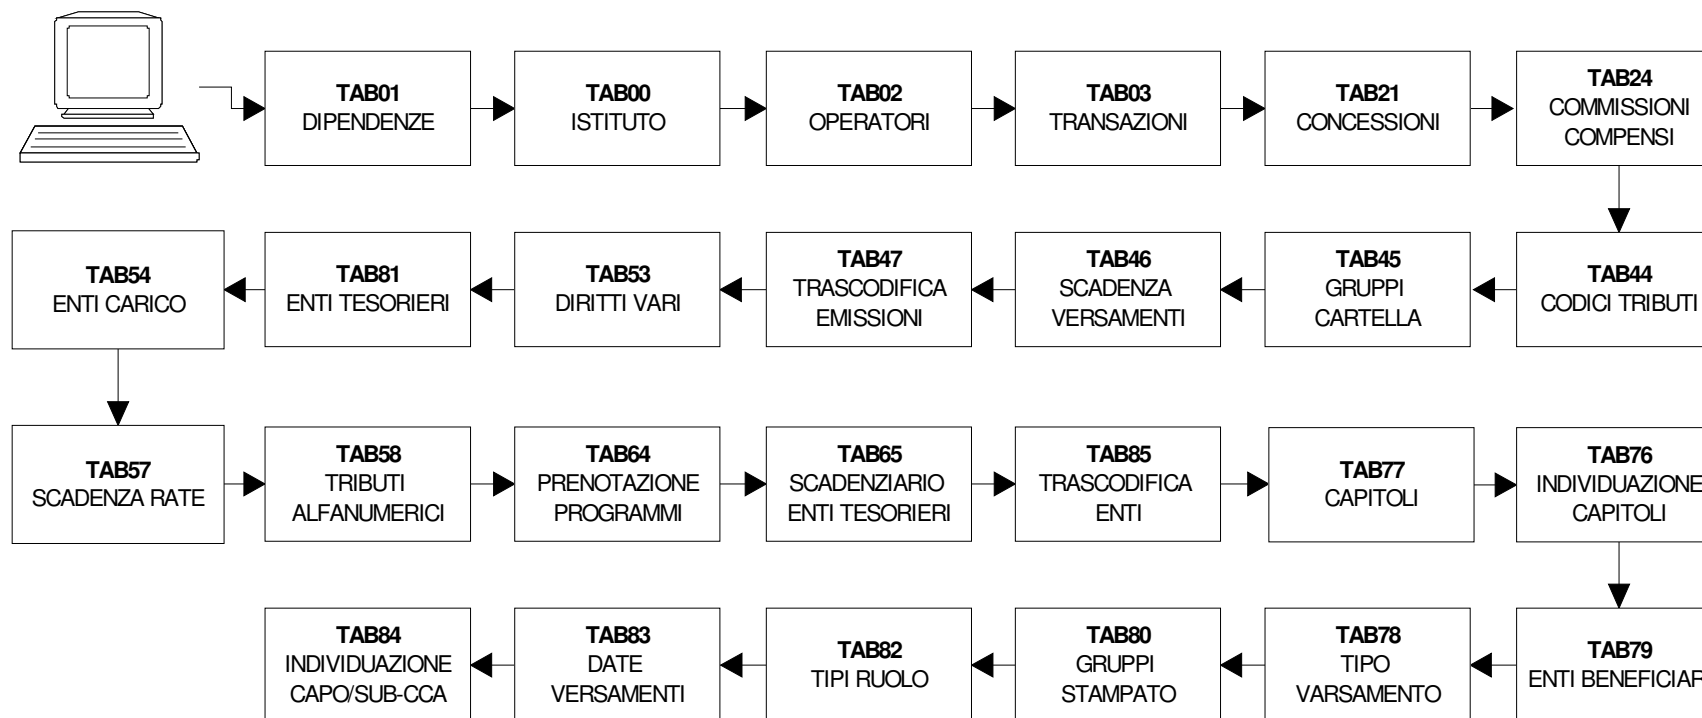 TAB01
DIPENDENZE
TAB00
ISTITUTO
TAB02
OPERATORI
TAB03
TRANSAZIONI
TAB21
CONCESSIONI
TAB24
COMMISSIONI
COMPENSI
TAB54
ENTI CARICO
TAB81
ENTI TESORIERI
TAB53
DIRITTI VARI
TAB47
TRASCODIFICA
EMISSIONI
TAB46
SCADENZA
VERSAMENTI
TAB45
GRUPPI
CARTELLA
TAB44
CODICI TRIBUTI
TAB57
SCADENZA RATE
TAB58
TRIBUTI
ALFANUMERICI
TAB64
PRENOTAZIONE
PROGRAMMI
TAB65
SCADENZIARIO
ENTI TESORIERI
TAB85
TRASCODIFICA
ENTI
TAB77
CAPITOLI
TAB76
INDIVIDUAZIONE
CAPITOLI
TAB84
INDIVIDUAZIONE
CAPO/SUB-CCA
TAB83
DATE
VERSAMENTI
TAB82
TIPI RUOLO
TAB80
GRUPPI
STAMPATO
TAB78
TIPO
VARSAMENTO
TAB79
ENTI BENEFICIAR